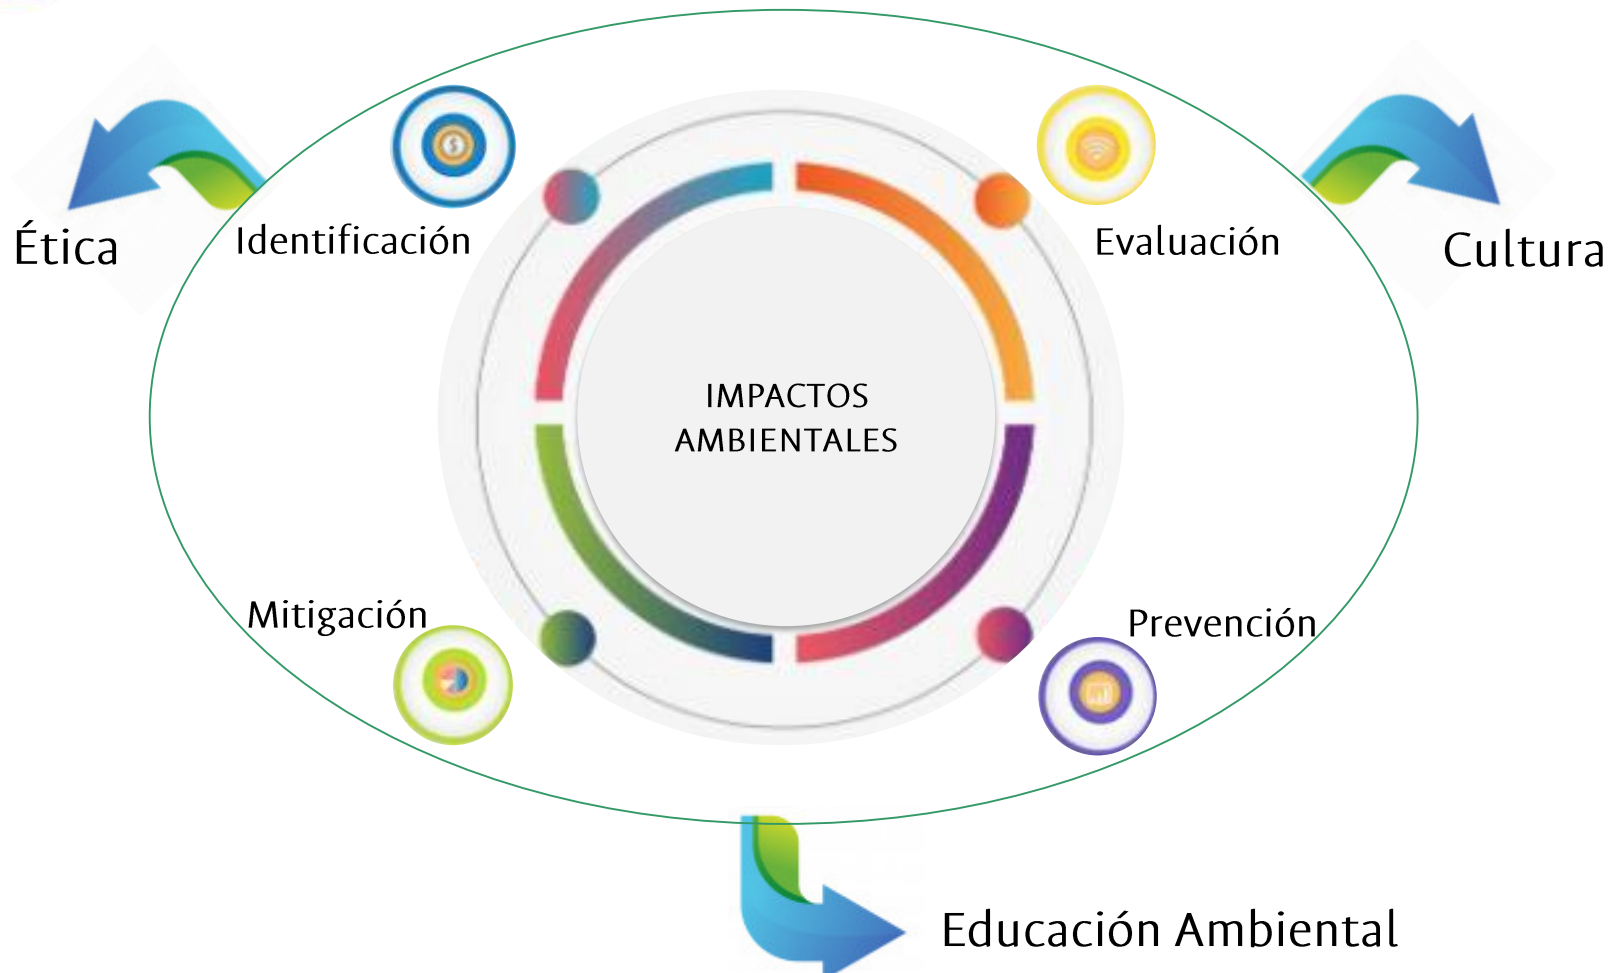 Ética
Identificación
Evaluación
Cultura
IMPACTOS
AMBIENTALES
Mitigación
Prevención
Educación Ambiental